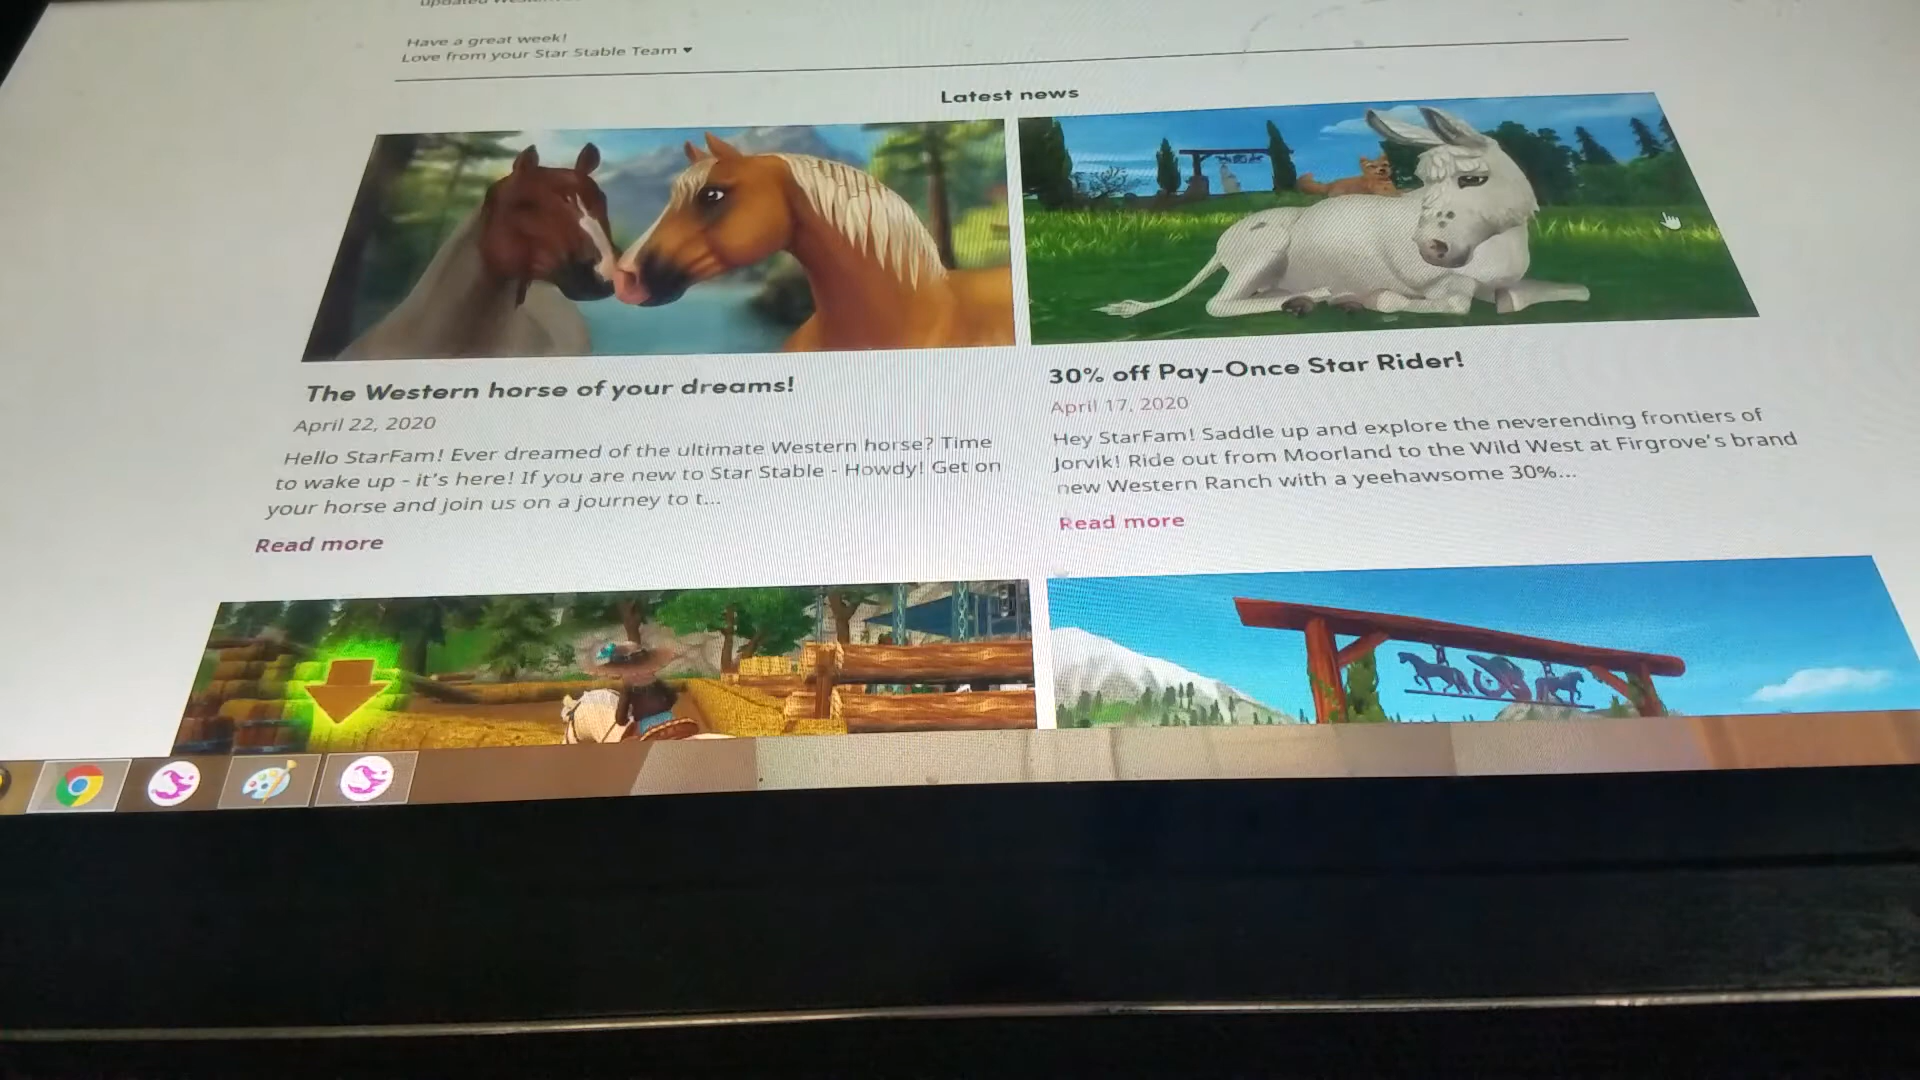 Have a great week!
Love from your Star Stable Team ♥
Latest news
The Western horse of your dreams!
April 22, 2020
Hello StarFam! Ever dreamed of the ultimate Western horse? Time
to wake up - it's here! If you are new to Star Stable - Howdy! Get on
your horse and join us on a journey to t...
Read more
30% off Pay-Once Star Rider!
April 17, 2020
Hey StarFam! Saddle up and explore the neverending frontiers of
Jorvik! Ride out from Moorland to the Wild West at Firgrove's brand
new Western Ranch with a yeehawsome 30%...
Read more